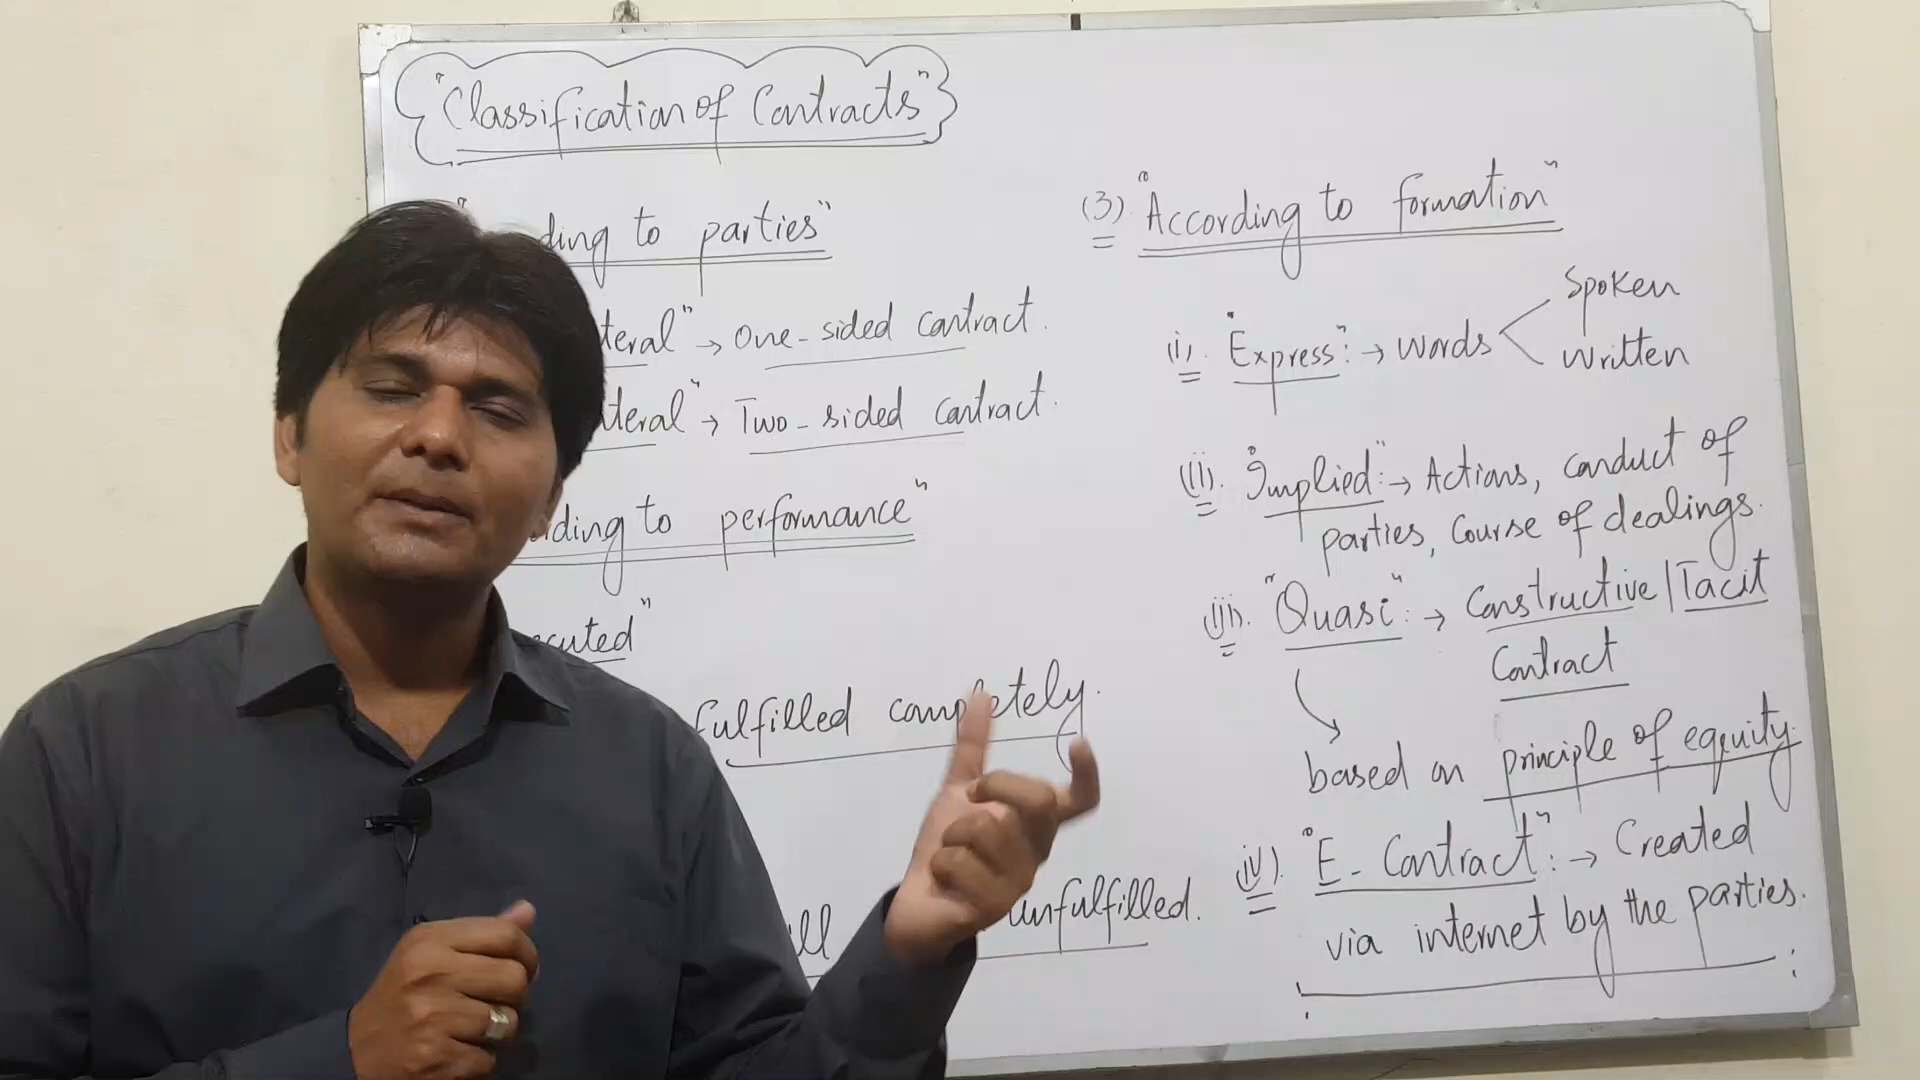 "Classification of Contracts"
ding to parties"
teral" → One-sided contract.
teral" → Two-sided contract.
ding to performance"
cuted"
fulfilled completely.
ill unfulfilled.
(3). "According to formation"
(i). "Express": → words
Spoken
written
(ii). "Implied": → Actions, conduct of
parties, Course of dealings.
(iii). "Quasi": → Constructive/Tacit
Contract
based on principle of equity.
(iv). "E-Contract": → Created
via internet by the parties.